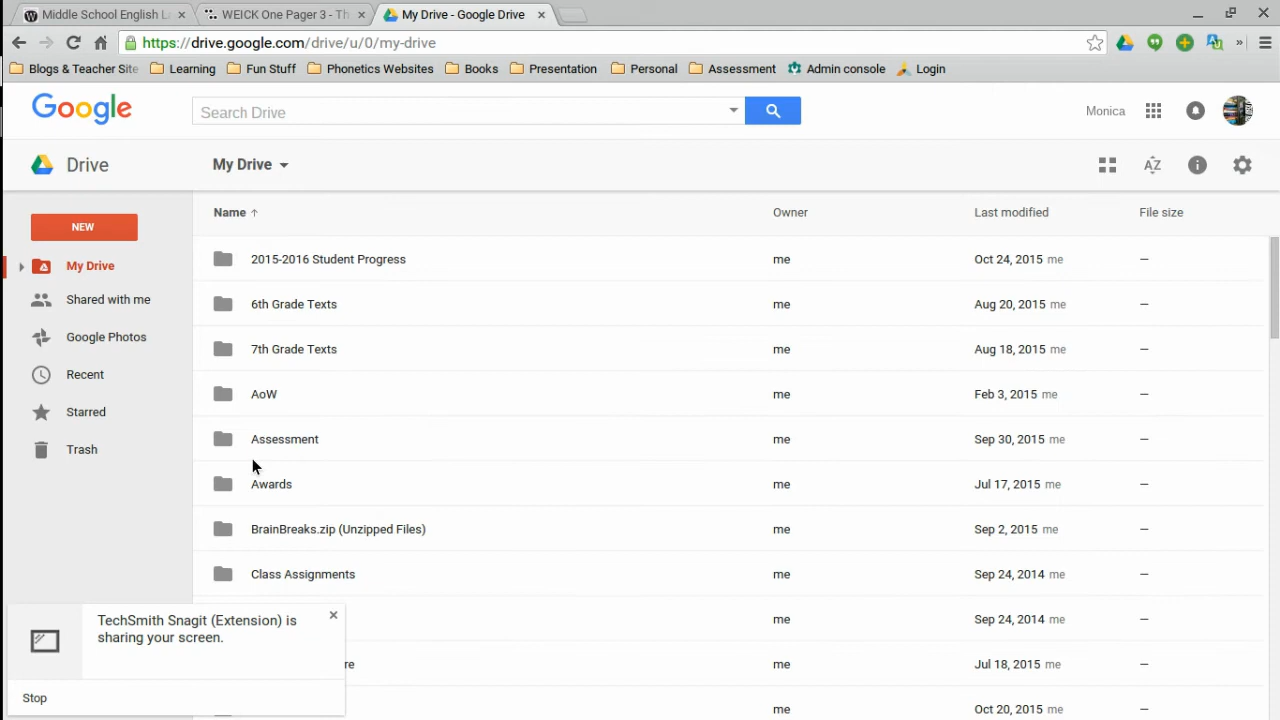 Middle School English L
WEICK One Pager 3 - Th
My Drive - Google Drive
https://drive.google.com/drive/u/0/my-drive
Blogs & Teacher Site
Learning
Fun Stuff
Phonetics Websites
Books
Presentation
Personal
Assessment
Admin console
Login
Google
Search Drive
Monica
Drive
My Drive
AZ
Name
Owner
Last modified
File size
NEW
My Drive
Shared with me
Google Photos
Recent
Starred
Trash
2015-2016 Student Progress me Oct 24, 2015 me –
6th Grade Texts me Aug 20, 2015 me –
7th Grade Texts me Aug 18, 2015 me –
AoW me Feb 3, 2015 me –
Assessment me Sep 30, 2015 me –
Awards me Jul 17, 2015 me –
BrainBreaks.zip (Unzipped Files) me Sep 2, 2015 me –
Class Assignments me Sep 24, 2014 me –
me Sep 24, 2014 me –
re me Jul 18, 2015 me –
me Oct 20, 2015 me –
TechSmith Snagit (Extension) is
sharing your screen.
Stop